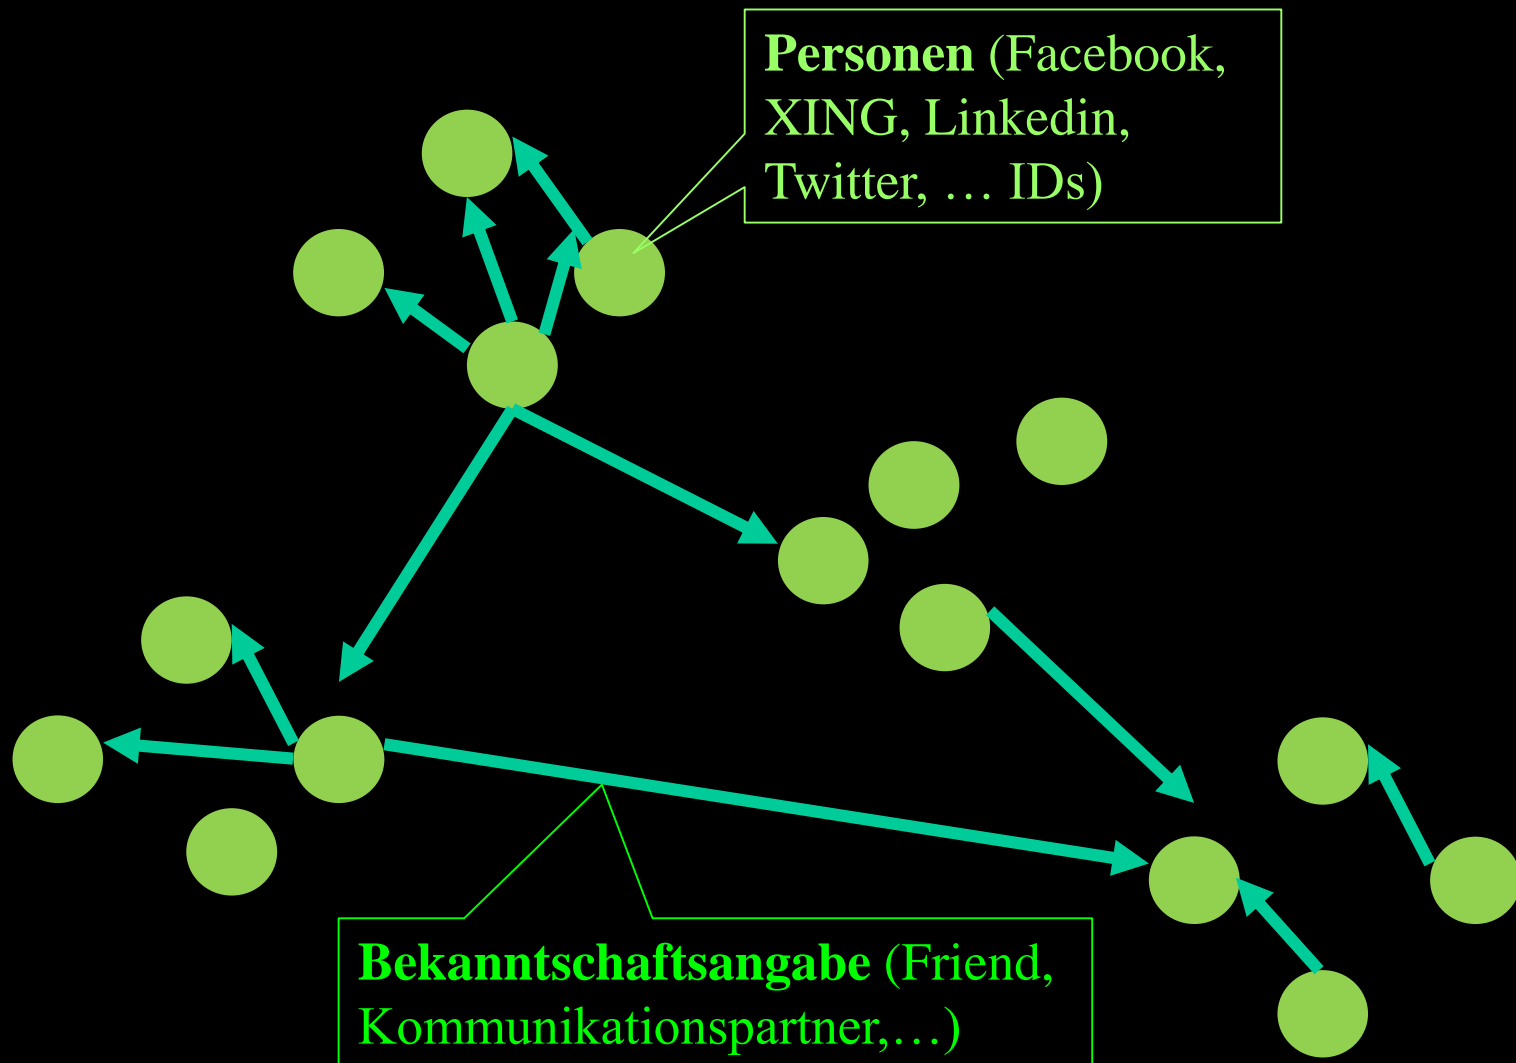 Personen (Facebook,
XING, Linkedin,
Twitter, … IDs)
Bekanntschaftsangabe (Friend,
Kommunikationspartner,…)